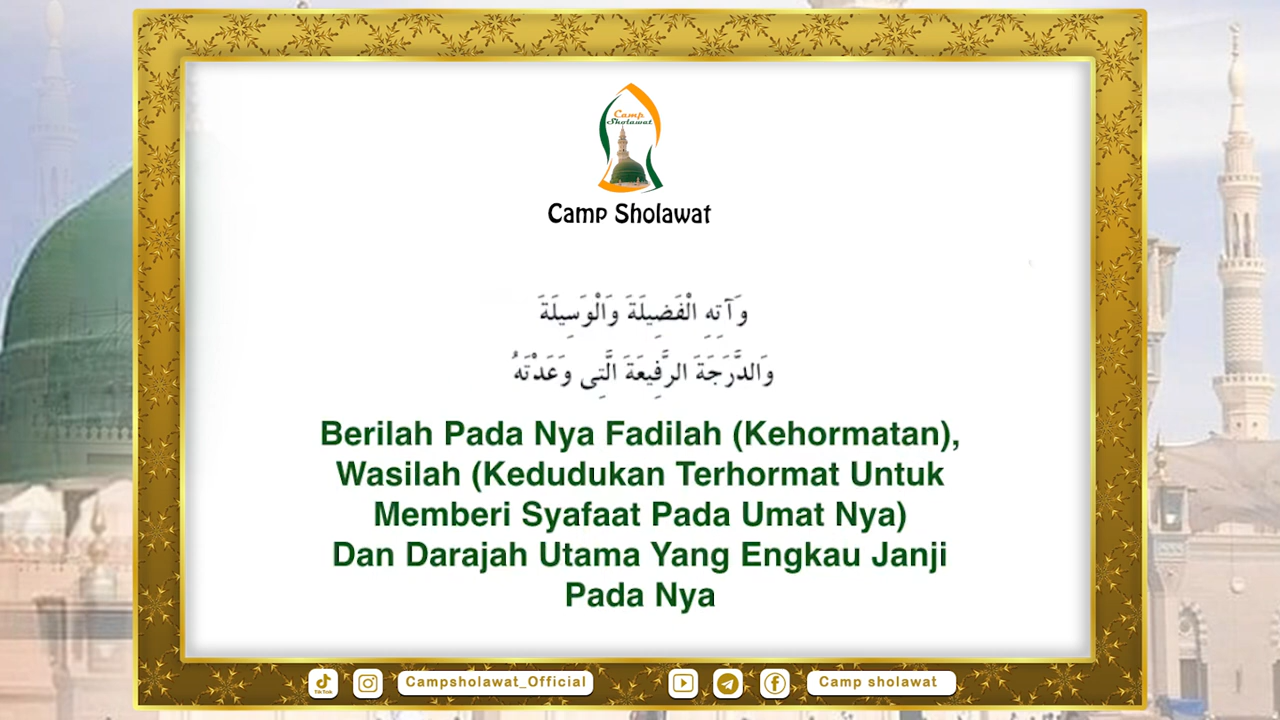 Camp
Sholawat
Camp Sholawat
وَآتِهِ الْفَضِيلَةَ وَالْوَسِيلَةَ
وَالدَّرَجَةَ الرَّفِيعَةَ الَّتِى وَعَدْتَهُ
Berilah Pada Nya Fadilah (Kehormatan),
Wasilah (Kedudukan Terhormat Untuk
Memberi Syafaat Pada Umat Nya)
Dan Darajah Utama Yang Engkau Janji
Pada Nya
TikTok
Campsholawat_Official
Camp sholawat